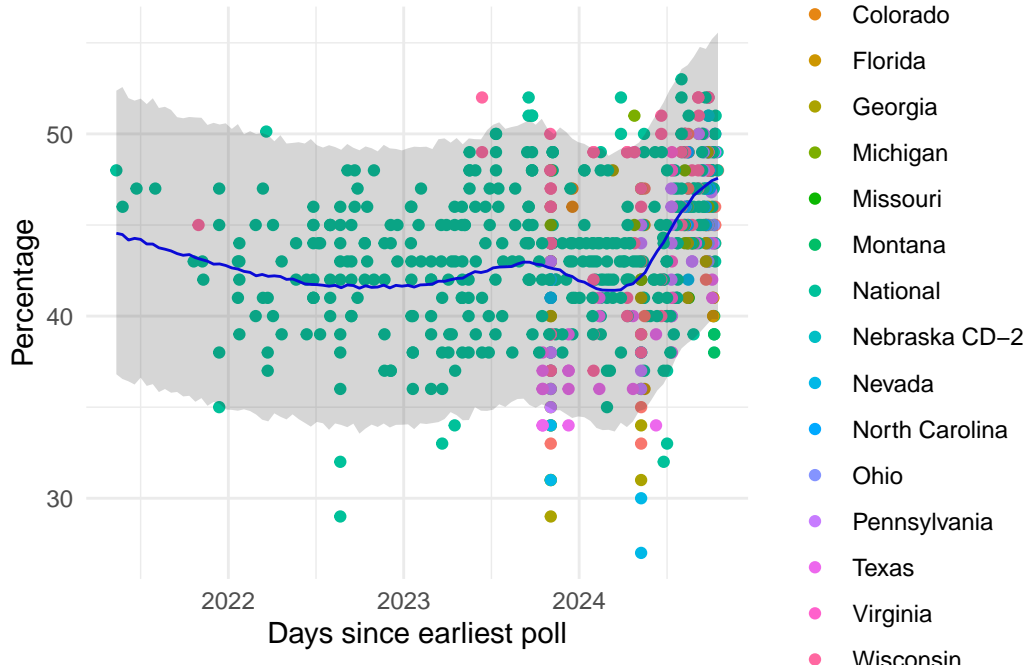 Percentage
50
40
30
2022
2023
2024
Days since earliest poll
Colorado
Florida
Georgia
Michigan
Missouri
Montana
National
Nebraska CD−2
Nevada
North Carolina
Ohio
Pennsylvania
Texas
Virginia
Wisconsin